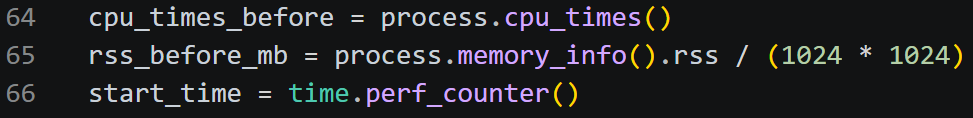 64 cpu_times_before = process.cpu_times()
65 rss_before_mb = process.memory_info().rss / (1024 * 1024)
66 start_time = time.perf_counter()